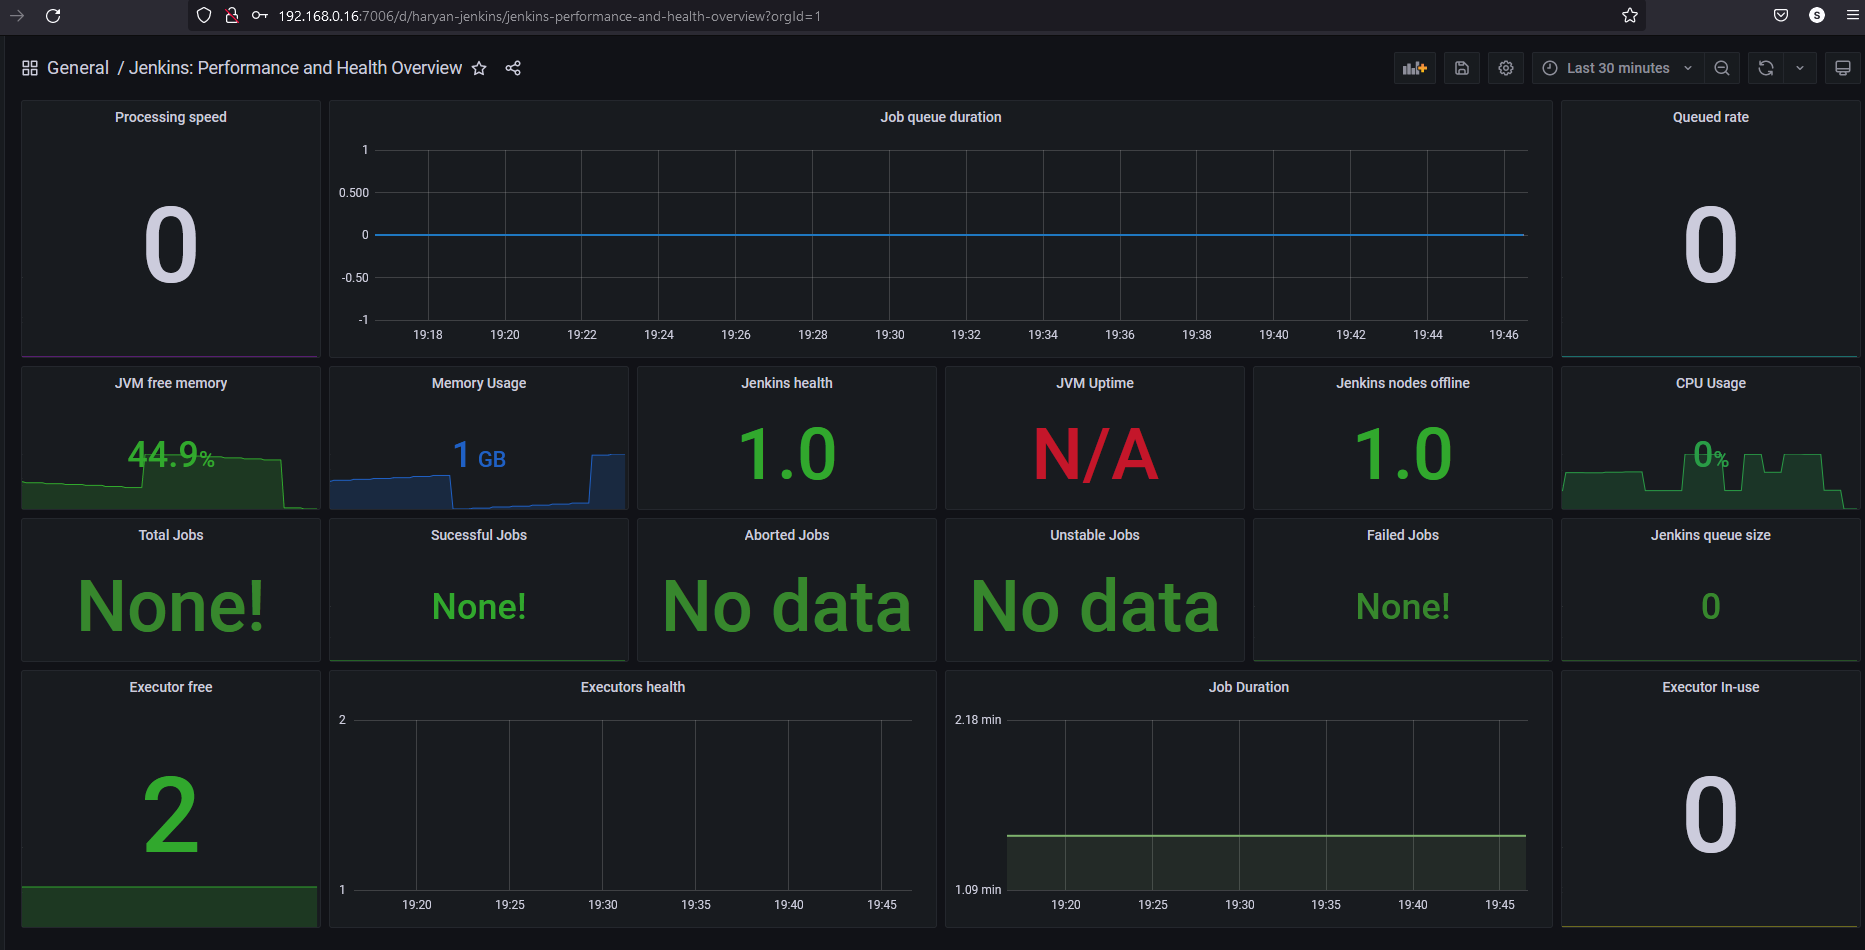 192.168.0.16:7006/d/haryan-jenkins/jenkins-performance-and-health-overview?orgId=1
S
General / Jenkins: Performance and Health Overview
Last 30 minutes
Processing speed
0
Job queue duration
1
0.500
0
-0.50
-1
19:18 19:20 19:22 19:24 19:26 19:28 19:30 19:32 19:34 19:36 19:38 19:40 19:42 19:44 19:46
Queued rate
0
JVM free memory
44.9%
Memory Usage
1 GB
Jenkins health
1.0
JVM Uptime
N/A
Jenkins nodes offline
1.0
CPU Usage
0%
Total Jobs
None!
Sucessful Jobs
None!
Aborted Jobs
No data
Unstable Jobs
No data
Failed Jobs
None!
Jenkins queue size
0
Executor free
2
Executors health
2
1
19:20 19:25 19:30 19:35 19:40 19:45
Job Duration
2.18 min
1.09 min
19:20 19:25 19:30 19:35 19:40 19:45
Executor In-use
0